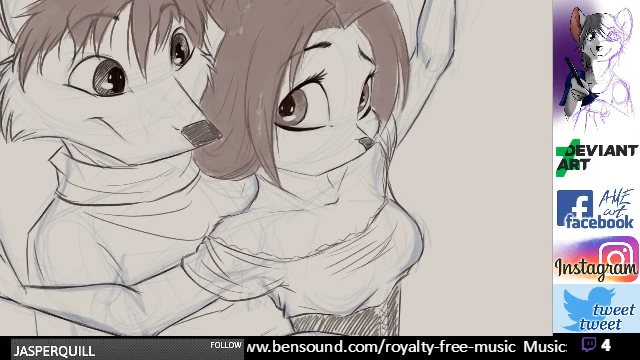 DEVIANT
ART
AHE
art
facebook
Instagram
tweet
tweet
JASPERQUILL
FOLLOW
ww.bensound.com/royalty-free-music Music:
4